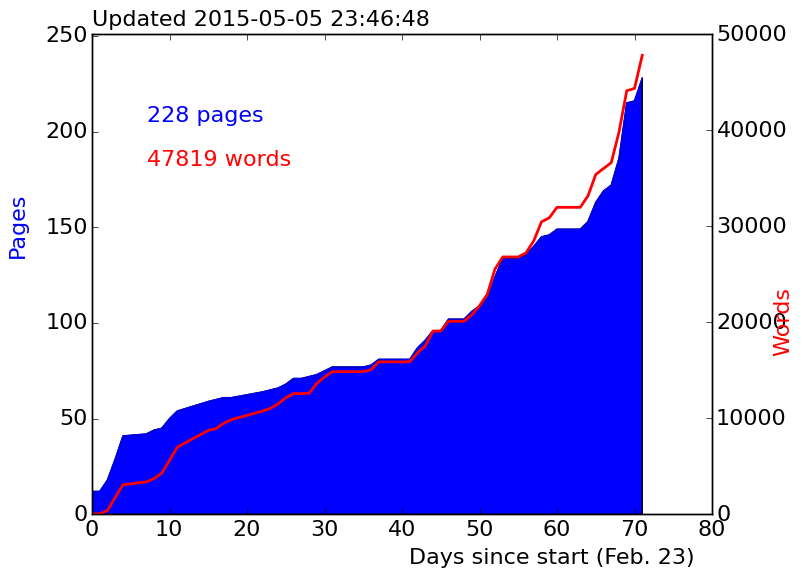 Updated 2015-05-05 23:46:48
250
200
150
100
50
0
Pages
228 pages
47819 words
50000
40000
30000
20000
10000
0
Words
0 10 20 30 40 50 60 70 80
Days since start (Feb. 23)